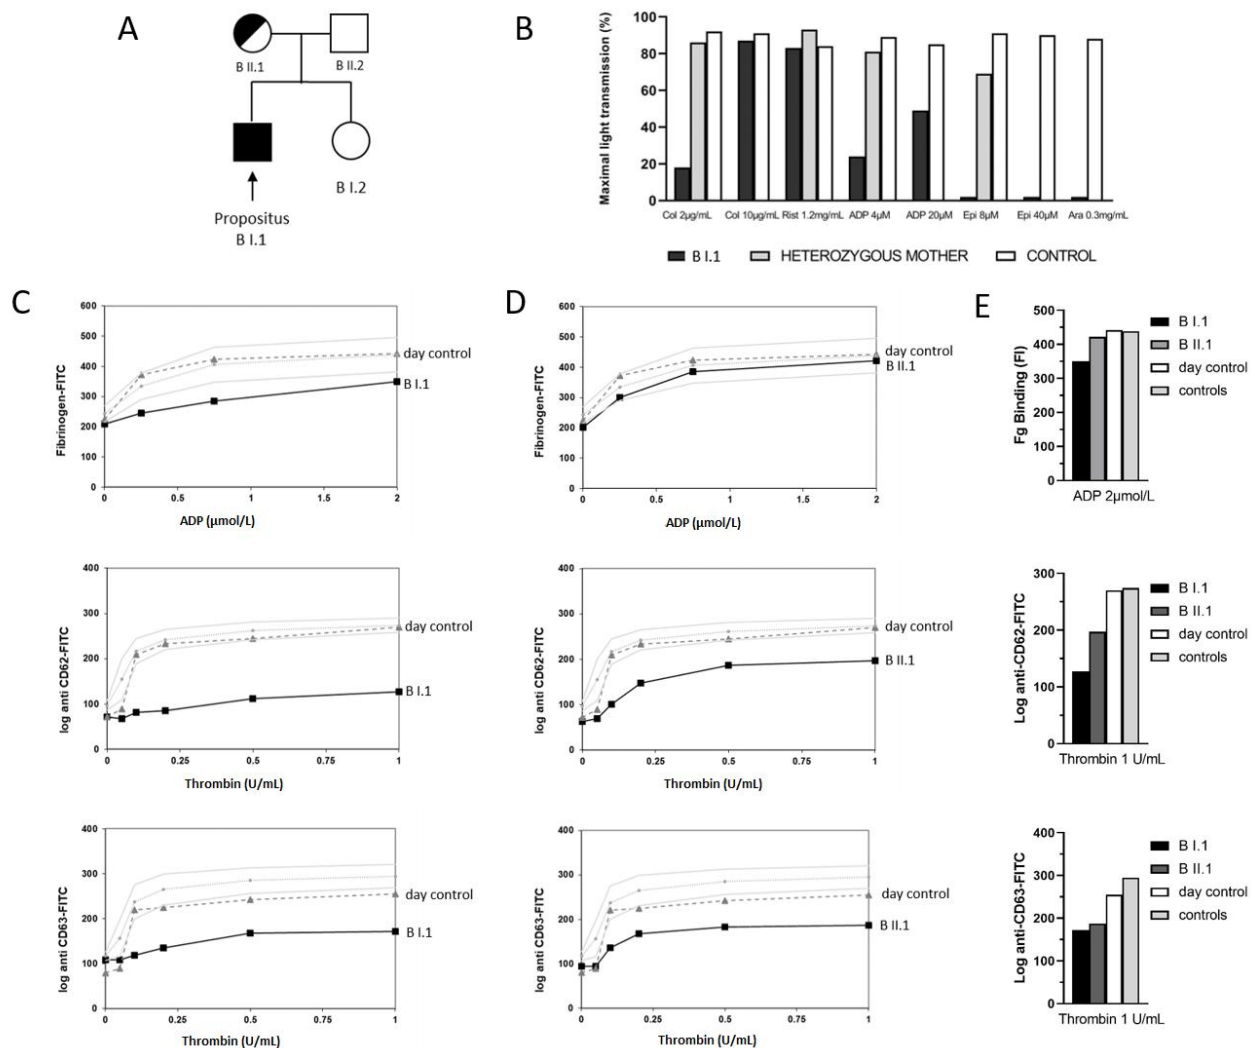 A
B II.1
B II.2
B I.2
Propositus
B I.1
B
Maximal light transmission (%)
100
80
60
40
20
0
Col 2µg/mL Col 10µg/mL Rist 1.2mg/mL ADP 4µM ADP 20µM Epi 8µM Epi 40µM Ara 0.3mg/mL
B I.1 HETEROZYGOUS MOTHER CONTROL
C
Fibrinogen-FITC
600
500
400
300
200
100
0
0 0.5 1 1.5 2
ADP (µmol/L)
day control
B I.1
log anti CD62-FITC
400
300
200
100
0
0 0.25 0.5 0.75 1
Thrombin (U/mL)
day control
B I.1
log anti CD63-FITC
400
300
200
100
0
0 0.25 0.5 0.75 1
Thrombin (U/mL)
day control
B I.1
D
Fibrinogen-FITC
600
500
400
300
200
100
0
0 0.5 1 1.5 2
ADP (µmol/L)
day control
B II.1
log anti CD62-FITC
400
300
200
100
0
0 0.25 0.5 0.75 1
Thrombin (U/mL)
day control
B II.1
log anti CD63-FITC
400
300
200
100
0
0 0.25 0.5 0.75 1
Thrombin (U/mL)
day control
B II.1
E
Fg Binding (FI)
500
400
300
200
100
0
ADP 2µmol/L
B I.1
B II.1
day control
controls
Log anti-CD62-FITC
300
200
100
0
Thrombin 1 U/mL
B I.1
B II.1
day control
controls
Log anti-CD63-FITC
400
300
200
100
0
Thrombin 1 U/mL
B I.1
B II.1
day control
controls